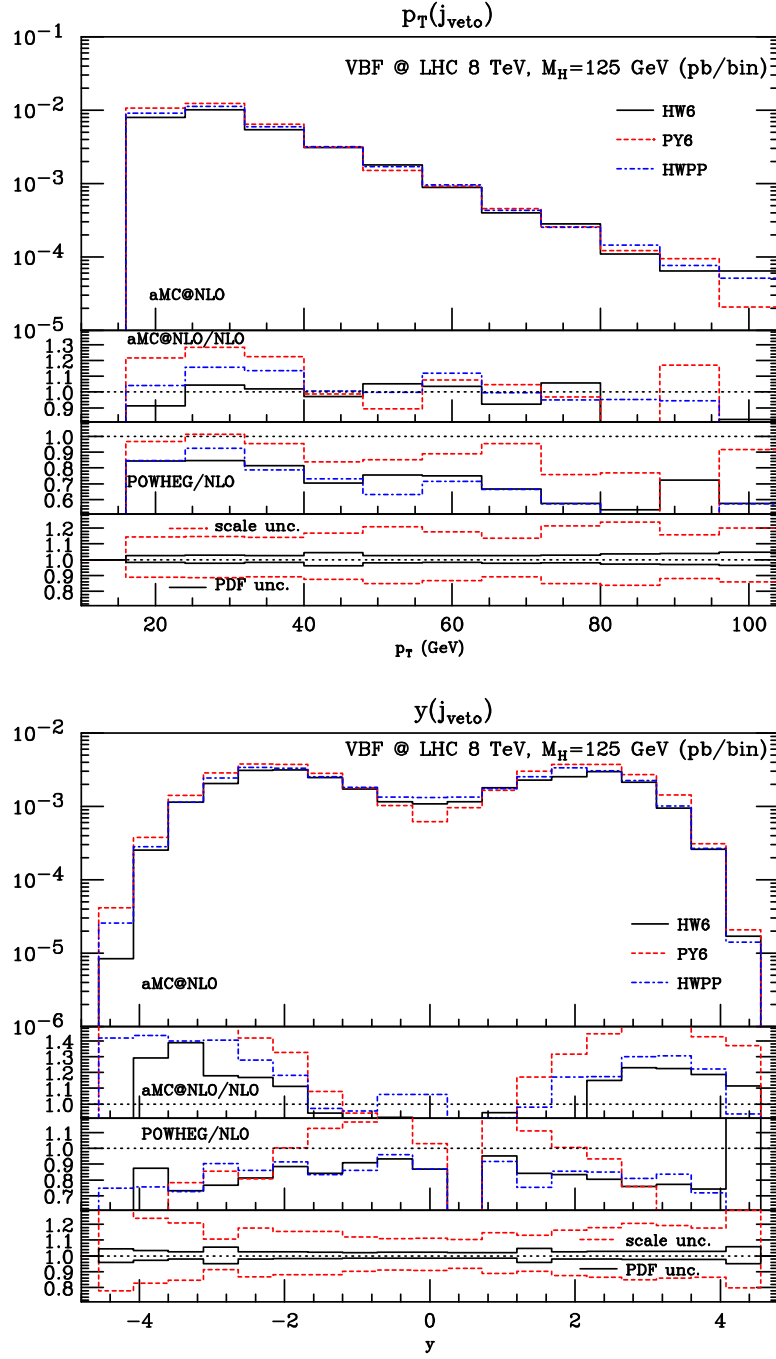 p_T(j_veto)
10^−1
VBF @ LHC 8 TeV, M_H=125 GeV (pb/bin)
10^−2
HW6
PY6
10^−3
HWPP
10^−4
aMC@NLO
10^−5
aMC@NLO/NLO
1.3
1.2
1.1
1.0
0.9
1.0
0.9
0.8
0.7
POWHEG/NLO
0.6
1.2
scale unc.
1.1
1.0
0.9
PDF unc.
0.8
20 40 60 80 100
p_T (GeV)
y(j_veto)
10^−2
VBF @ LHC 8 TeV, M_H=125 GeV (pb/bin)
10^−3
10^−4
HW6
10^−5
PY6
aMC@NLO
HWPP
10^−6
1.4
1.3
1.2
1.1
aMC@NLO/NLO
1.0
1.1
POWHEG/NLO
1.0
0.9
0.8
0.7
1.2
scale unc.
1.1
1.0
PDF unc.
0.9
0.8
−4 −2 0 2 4
y